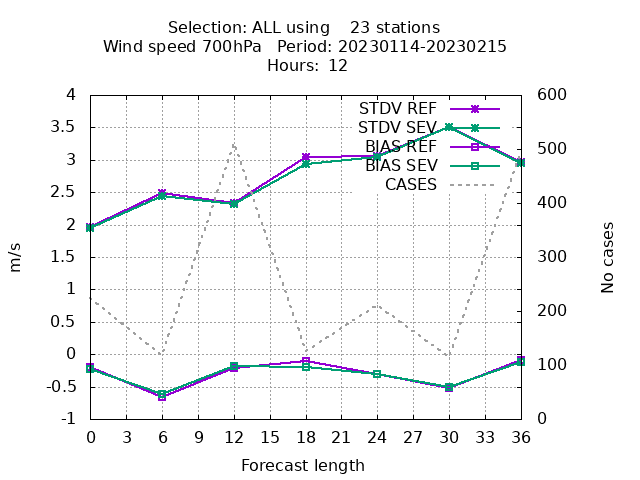 Selection: ALL using    23 stations
Wind speed 700hPa   Period: 20230114-20230215
Hours:  12
4
3.5
3
2.5
2
1.5
1
0.5
0
-0.5
-1
600
500
400
300
200
100
0
STDV REF
STDV SEV
BIAS REF
BIAS SEV
CASES
m/s
No cases
0 3 6 9 12 15 18 21 24 27 30 33 36
Forecast length